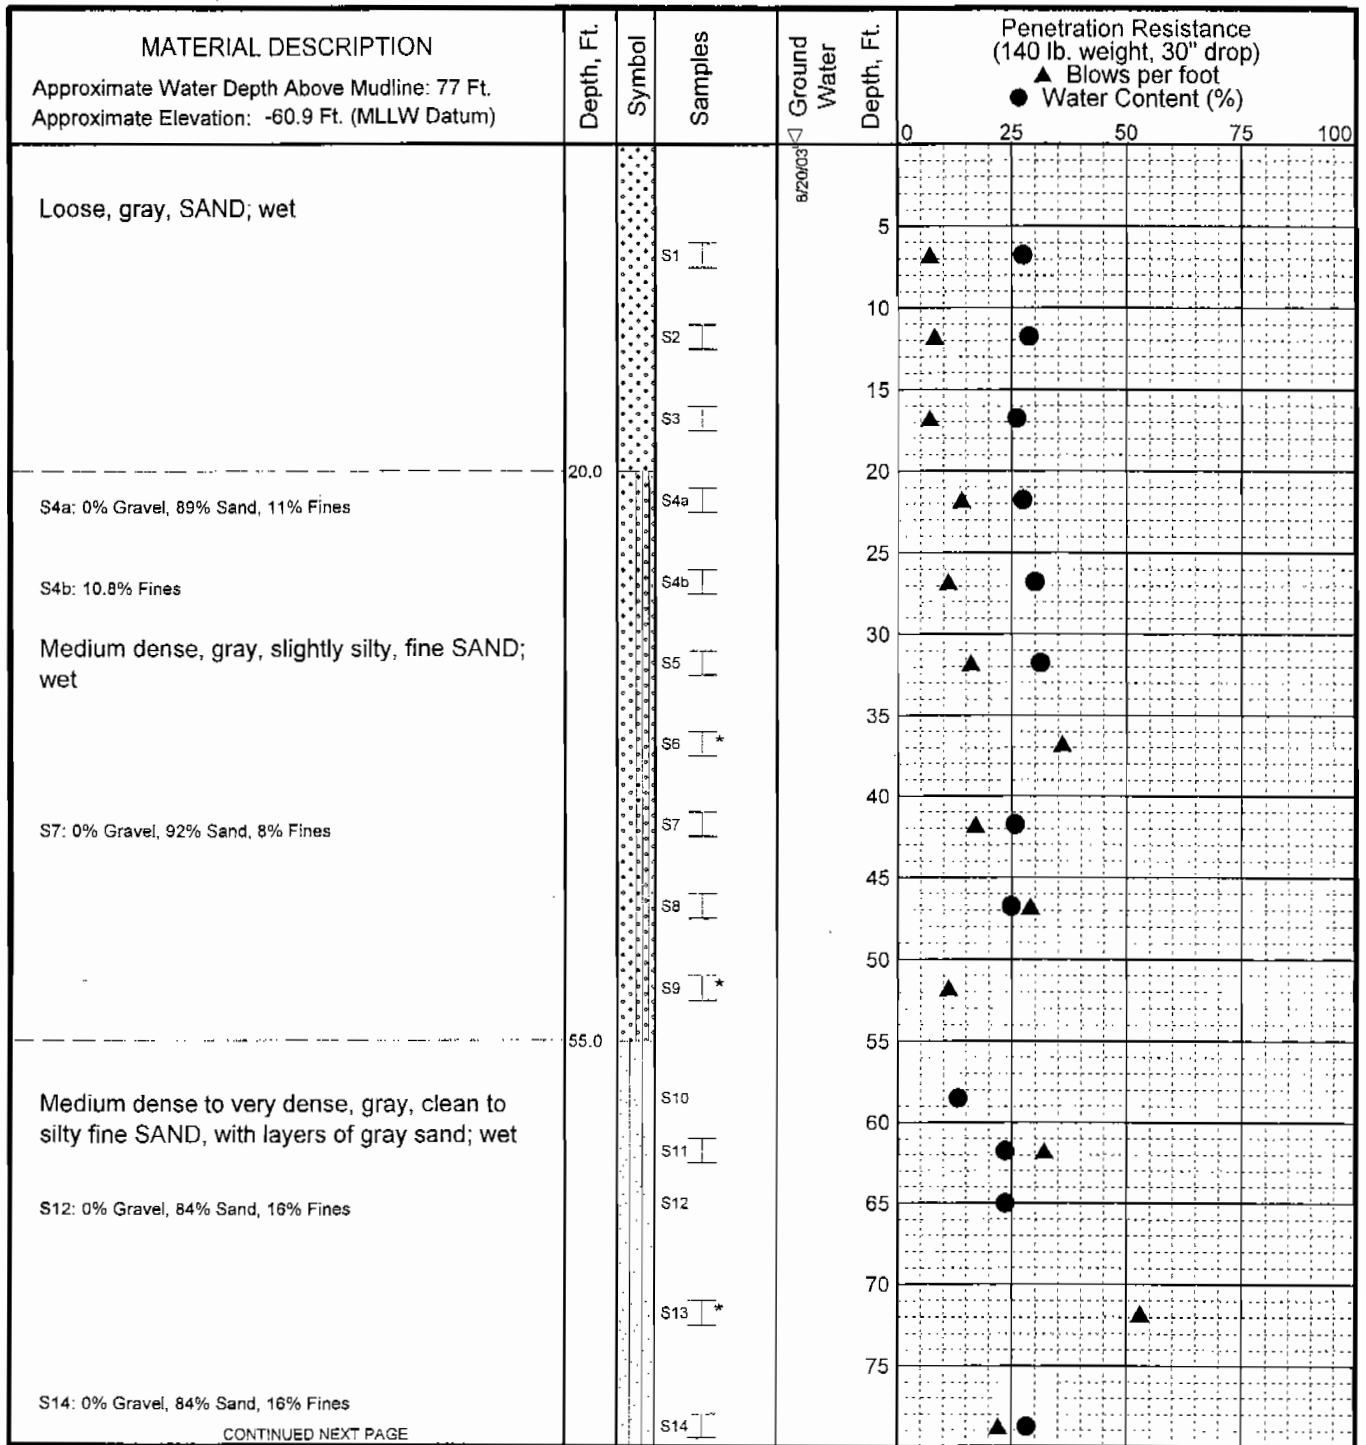 MATERIAL DESCRIPTION
Approximate Water Depth Above Mudline: 77 Ft.
Approximate Elevation: -60.9 Ft. (MLLW Datum)
Depth, Ft.
Symbol
Samples
Ground
Water
Depth, Ft.
Penetration Resistance
(140 lb. weight, 30" drop)
▲ Blows per foot
● Water Content (%)
0 25 50 75 100
8/20/03
Loose, gray, SAND; wet
5
S1
10
S2
15
S3
20.0
20
S4a: 0% Gravel, 89% Sand, 11% Fines
S4a
25
S4b: 10.8% Fines
S4b
30
Medium dense, gray, slightly silty, fine SAND;
wet
S5
35
S6 *
40
S7: 0% Gravel, 92% Sand, 8% Fines
S7
45
S8
50
S9 *
55.0
55
Medium dense to very dense, gray, clean to
silty fine SAND, with layers of gray sand; wet
S10
60
S11
65
S12: 0% Gravel, 84% Sand, 16% Fines
S12
70
S13 *
75
S14: 0% Gravel, 84% Sand, 16% Fines
S14
CONTINUED NEXT PAGE